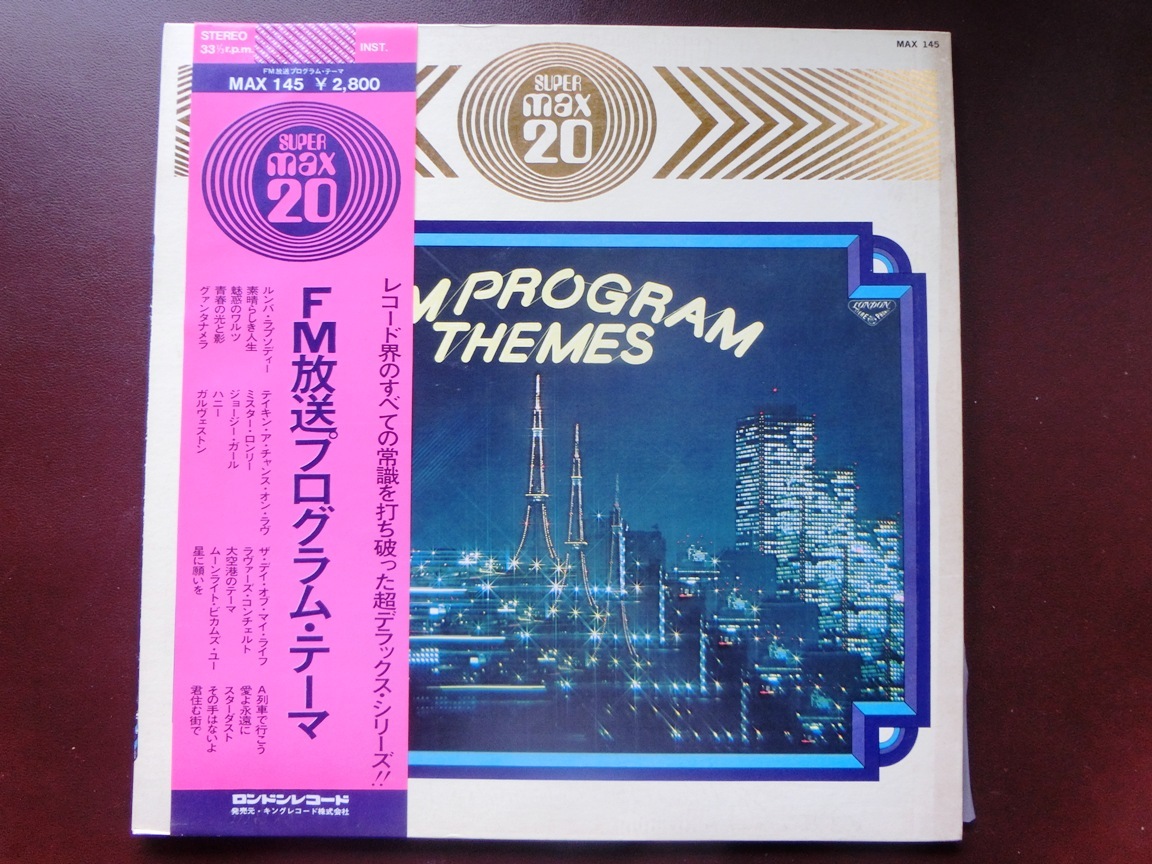 STEREO
33⅓ r.p.m.
INST.
FM放送プログラム・テーマ
MAX 145 ¥2,800
SUPER
max
20
レコード界のすべての常識を打ち破った超デラックス・シリーズ!!
FM放送プログラム・テーマ
ルンバ・ラプソディー
素晴らしき人生
魅惑のワルツ
青春の光と影
グァンタナメラ
テイキン・ア・チャンス・オン・ラヴ
ミスター・ロンリー
ジョージー・ガール
ハニー
ガルヴェストン
ザ・デイ・オブ・マイ・ライフ
ラヴァーズ・コンチェルト
大空港のテーマ
ムーンライト・ビカムズ・ユー
星に願いを
A列車で行こう
愛よ永遠に
スターダスト
その手はないよ
君住む街で
ロンドンレコード
発売元・キングレコード株式会社
MAX 145
SUPER
max
20
M PROGRAM
THEMES
LONDON